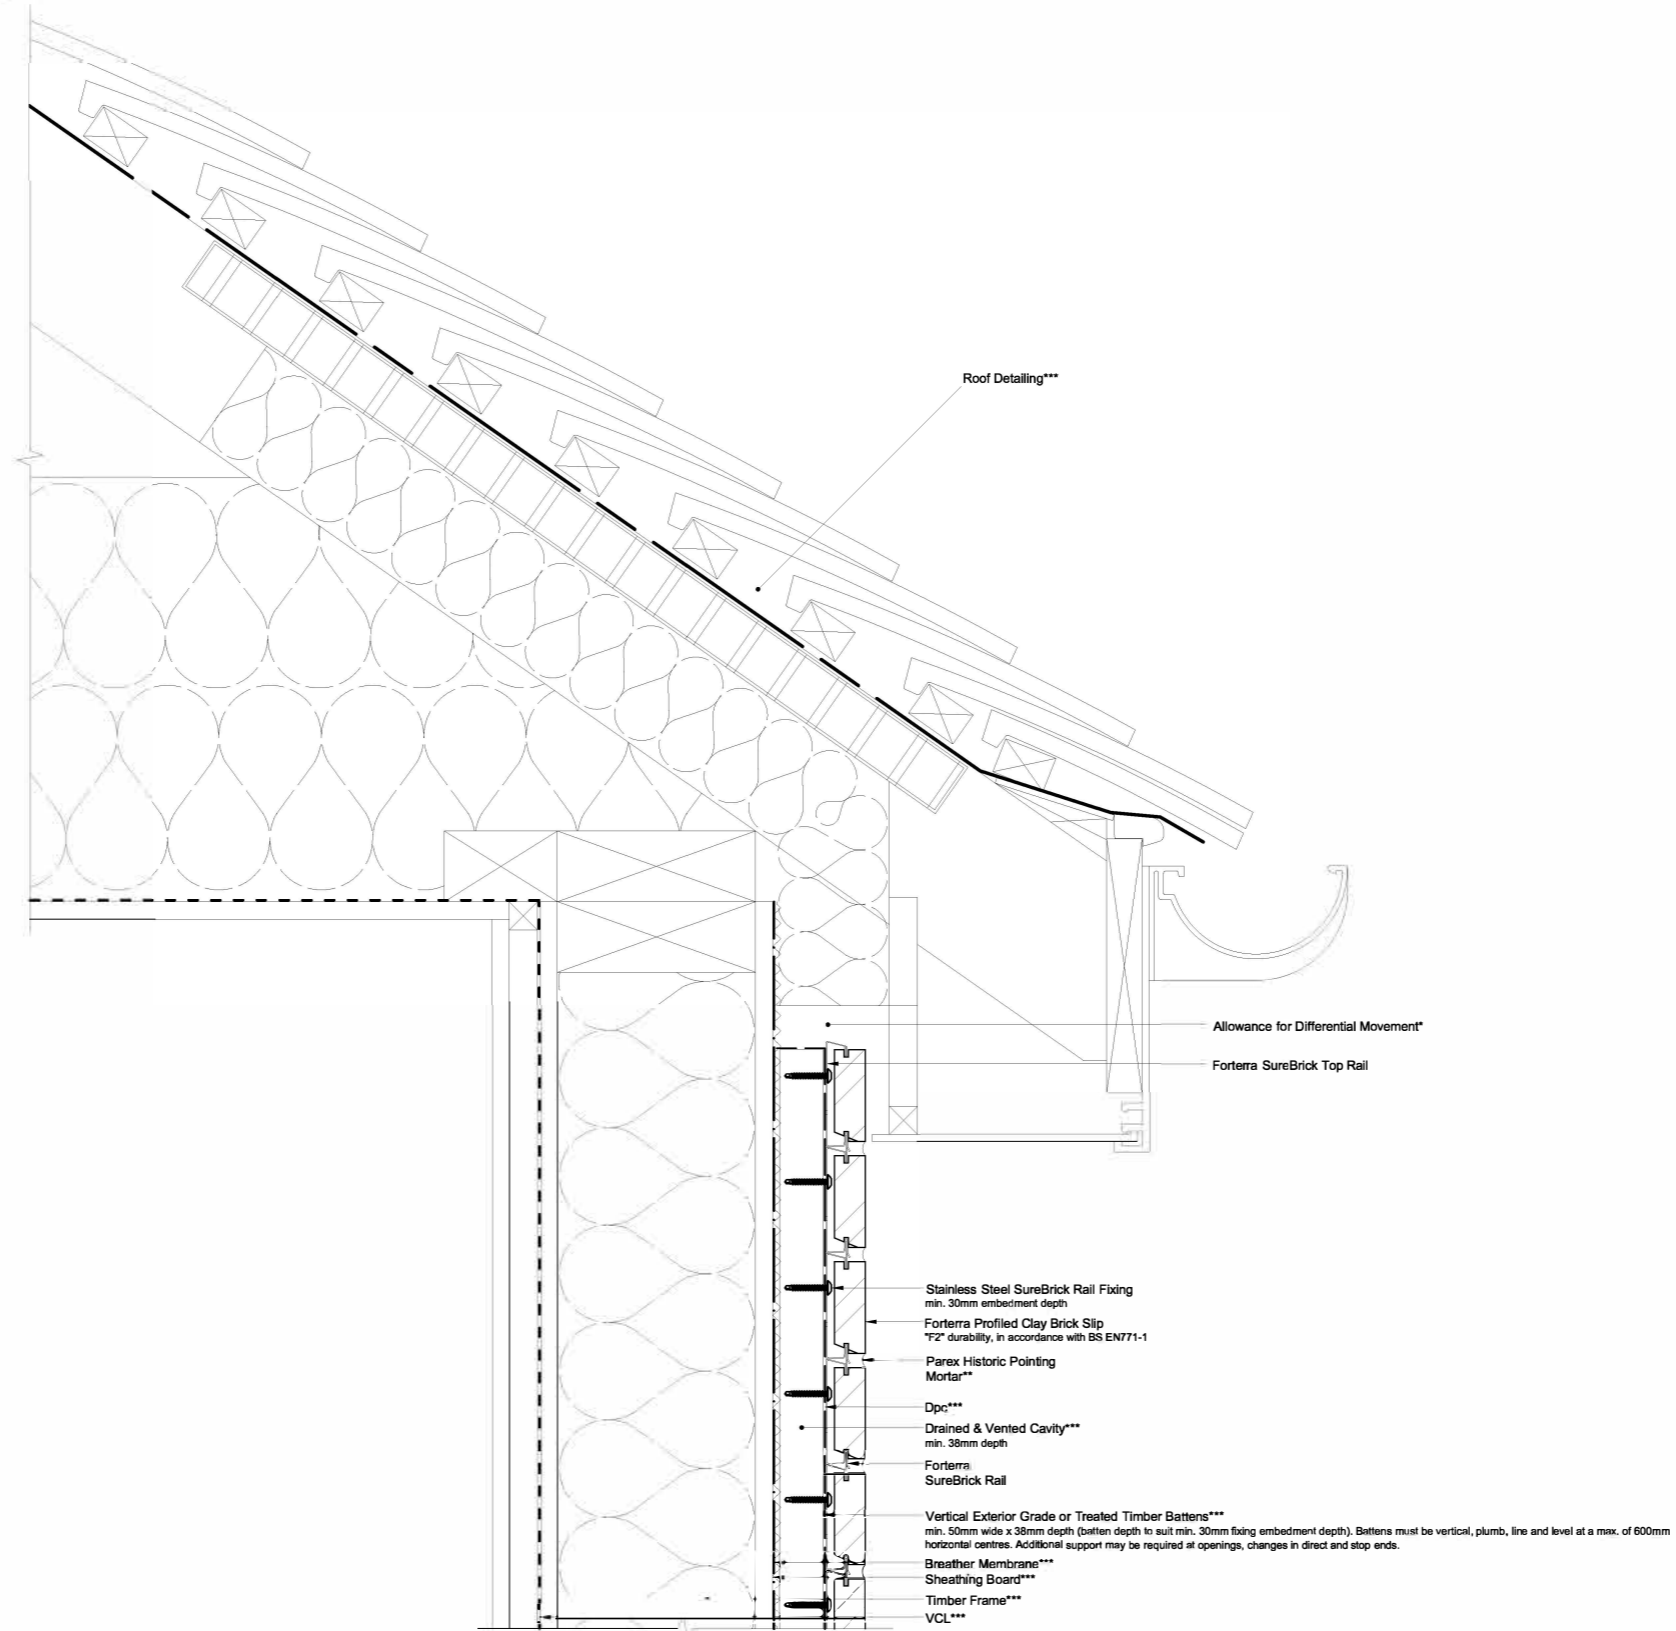 Roof Detailing***
Allowance for Differential Movement*
Forterra SureBrick Top Rail
Stainless Steel SureBrick Rail Fixing
min. 30mm embedment depth
Forterra Profiled Clay Brick Slip
"F2" durability, in accordance with BS EN771-1
Parex Historic Pointing
Mortar**
Dpc***
Drained & Vented Cavity***
min. 38mm depth
Forterra
SureBrick Rail
Vertical Exterior Grade or Treated Timber Battens***
min. 50mm wide x 38mm depth (batten depth to suit min. 30mm fixing embedment depth). Battens must be vertical, plumb, line and level at a max. of 600mm
horizontal centres. Additional support may be required at openings, changes in direct and stop ends.
Breather Membrane***
Sheathing Board***
Timber Frame***
VCL***